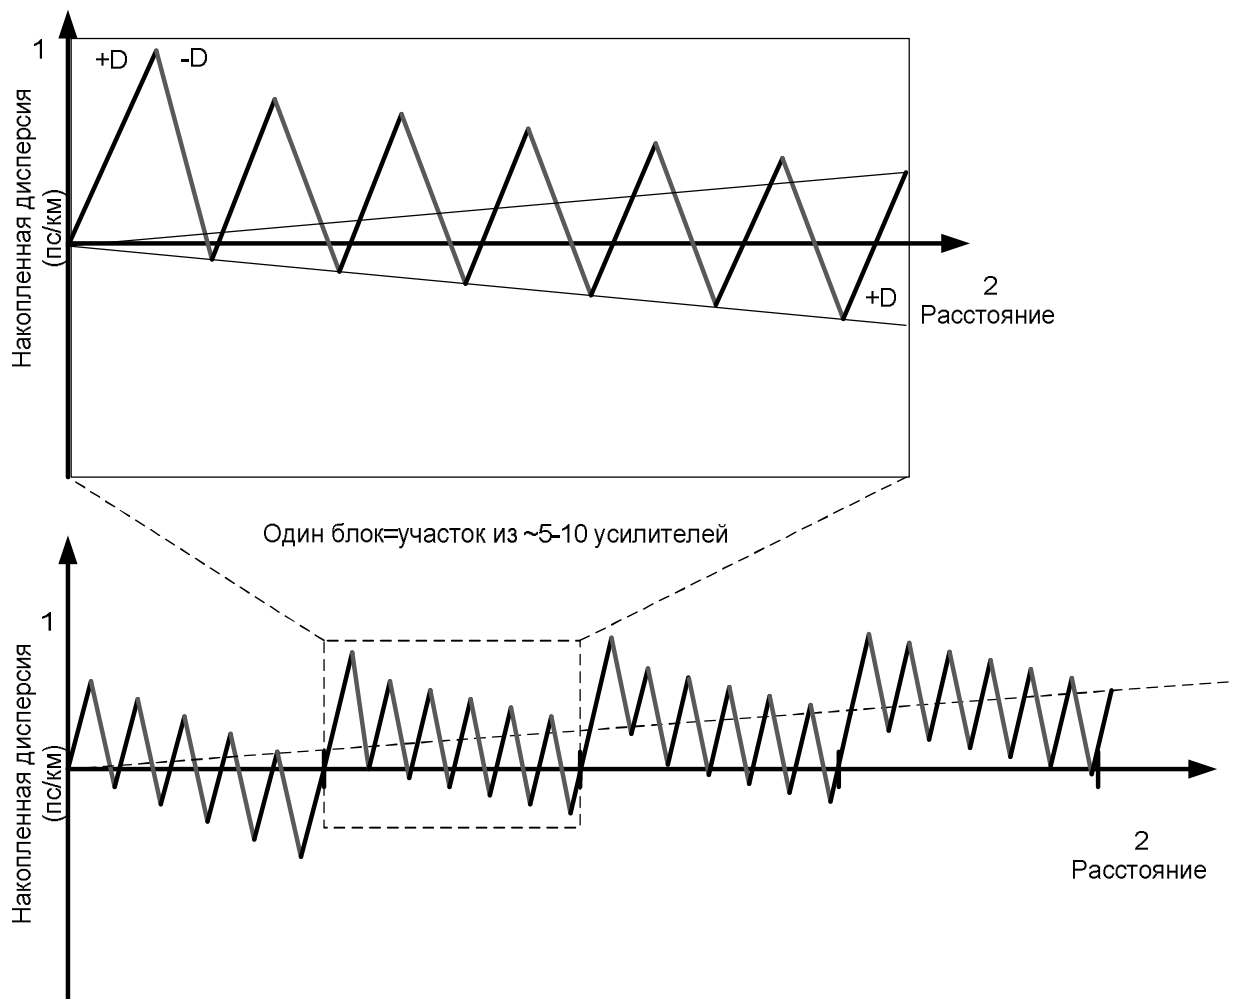 1
+D
-D
Накопленная дисперсия
(пс/км)
+D
2
Расстояние
Один блок=участок из ~5-10 усилителей
1
Накопленная дисперсия
(пс/км)
2
Расстояние